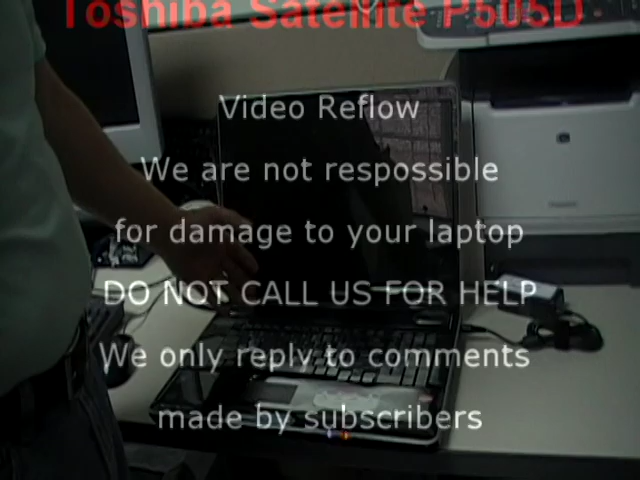 Toshiba Satellite P505D
Video Reflow
We are not respossible
for damage to your laptop
DO NOT CALL US FOR HELP
We only reply to comments
made by subscribers